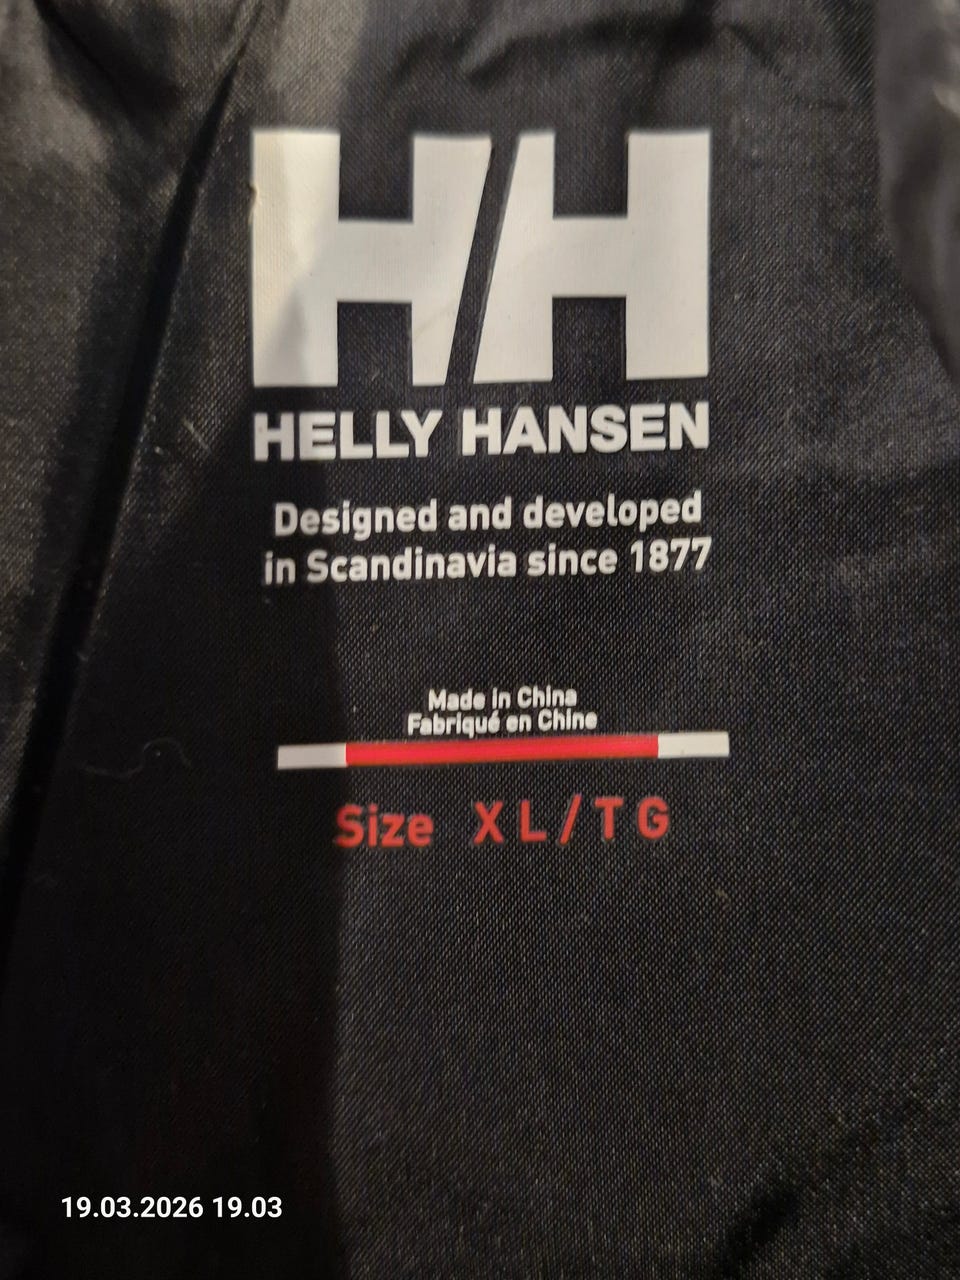 HH
HELLY HANSEN
Designed and developed
in Scandinavia since 1877
Made in China
Fabriqué en Chine
Size XL/TG
19.03.2026 19.03